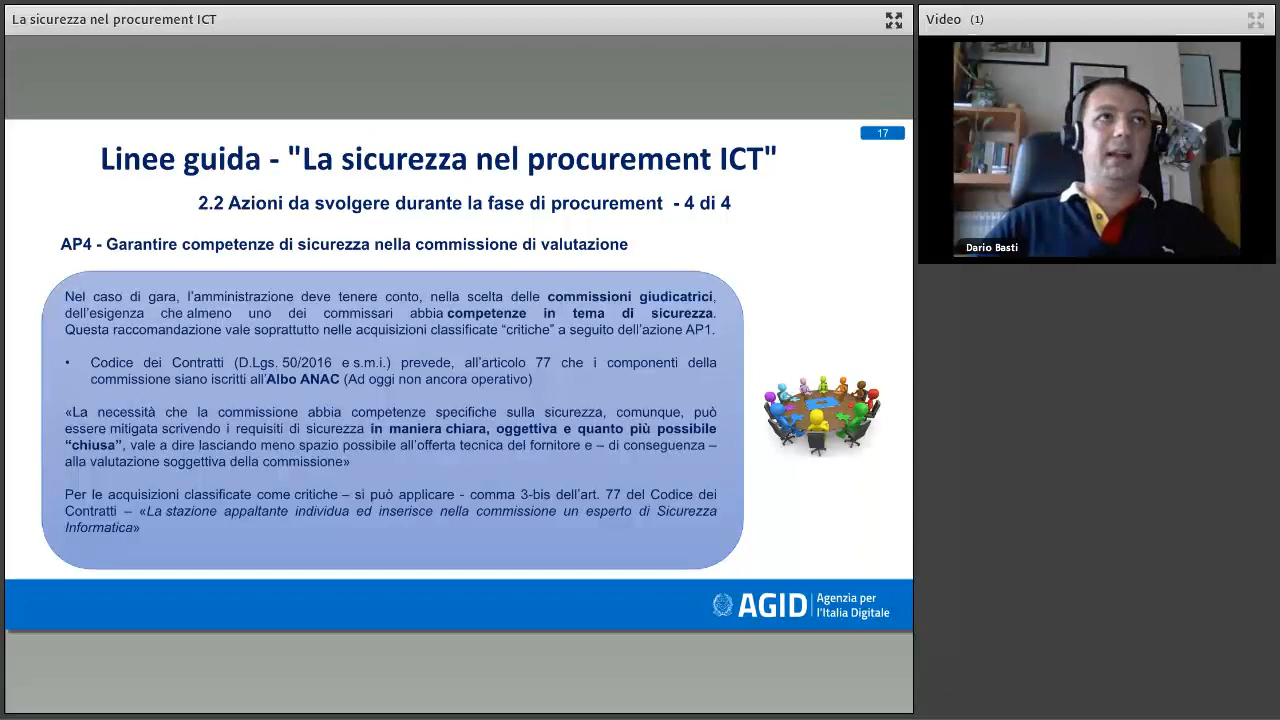 La sicurezza nel procurement ICT
Video (1)
17
Linee guida - "La sicurezza nel procurement ICT"
2.2 Azioni da svolgere durante la fase di procurement - 4 di 4
AP4 - Garantire competenze di sicurezza nella commissione di valutazione
Nel caso di gara, l’amministrazione deve tenere conto, nella scelta delle commissioni giudicatrici,
dell’esigenza che almeno uno dei commissari abbia competenze in tema di sicurezza.
Questa raccomandazione vale soprattutto nelle acquisizioni classificate “critiche” a seguito dell’azione AP1.
• Codice dei Contratti (D.Lgs. 50/2016 e s.m.i.) prevede, all’articolo 77 che i componenti della
commissione siano iscritti all’Albo ANAC (Ad oggi non ancora operativo)
«La necessità che la commissione abbia competenze specifiche sulla sicurezza, comunque, può
essere mitigata scrivendo i requisiti di sicurezza in maniera chiara, oggettiva e quanto più possibile
“chiusa”, vale a dire lasciando meno spazio possibile all’offerta tecnica del fornitore e – di conseguenza –
alla valutazione soggettiva della commissione»
Per le acquisizioni classificate come critiche – si può applicare - comma 3-bis dell’art. 77 del Codice dei
Contratti – «La stazione appaltante individua ed inserisce nella commissione un esperto di Sicurezza
Informatica»
AGID Agenzia per
l’Italia Digitale
Dario Basti